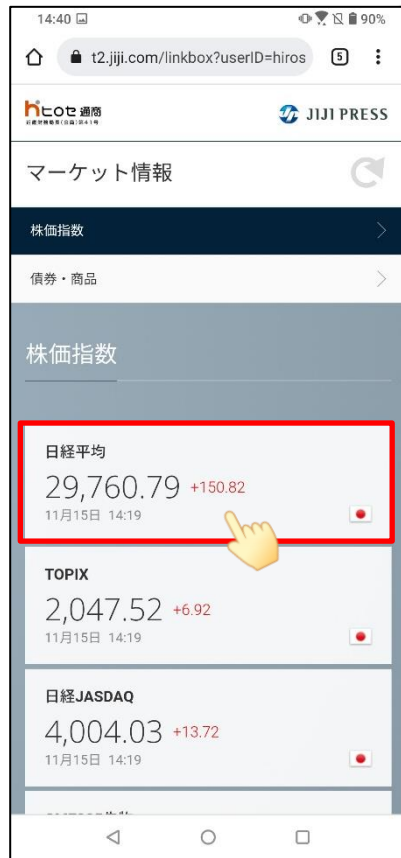 14:40
90%
t2.jiji.com/linkbox?userID=hiros
5
ヒロセ通商
JIJI PRESS
マーケット情報
株価指数
債券・商品
株価指数
日経平均
29,760.79 +150.82
11月15日 14:19
TOPIX
2,047.52 +6.92
11月15日 14:19
日経JASDAQ
4,004.03 +13.72
11月15日 14:19